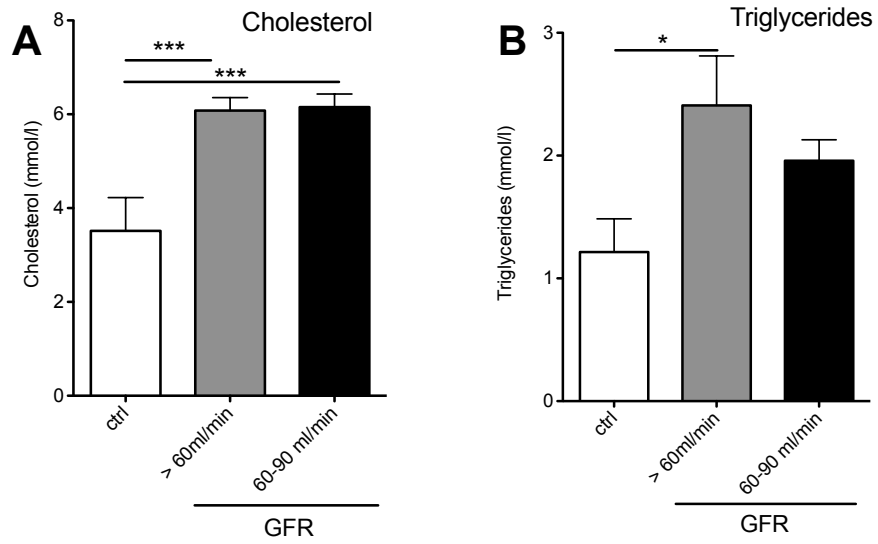 A
Cholesterol
***
***
Cholesterol (mmol/l)
8
6
4
2
0
ctrl
> 60ml/min
60-90 ml/min
GFR
B
Triglycerides
*
Triglycerides (mmol/l)
3
2
1
0
ctrl
> 60ml/min
60-90 ml/min
GFR